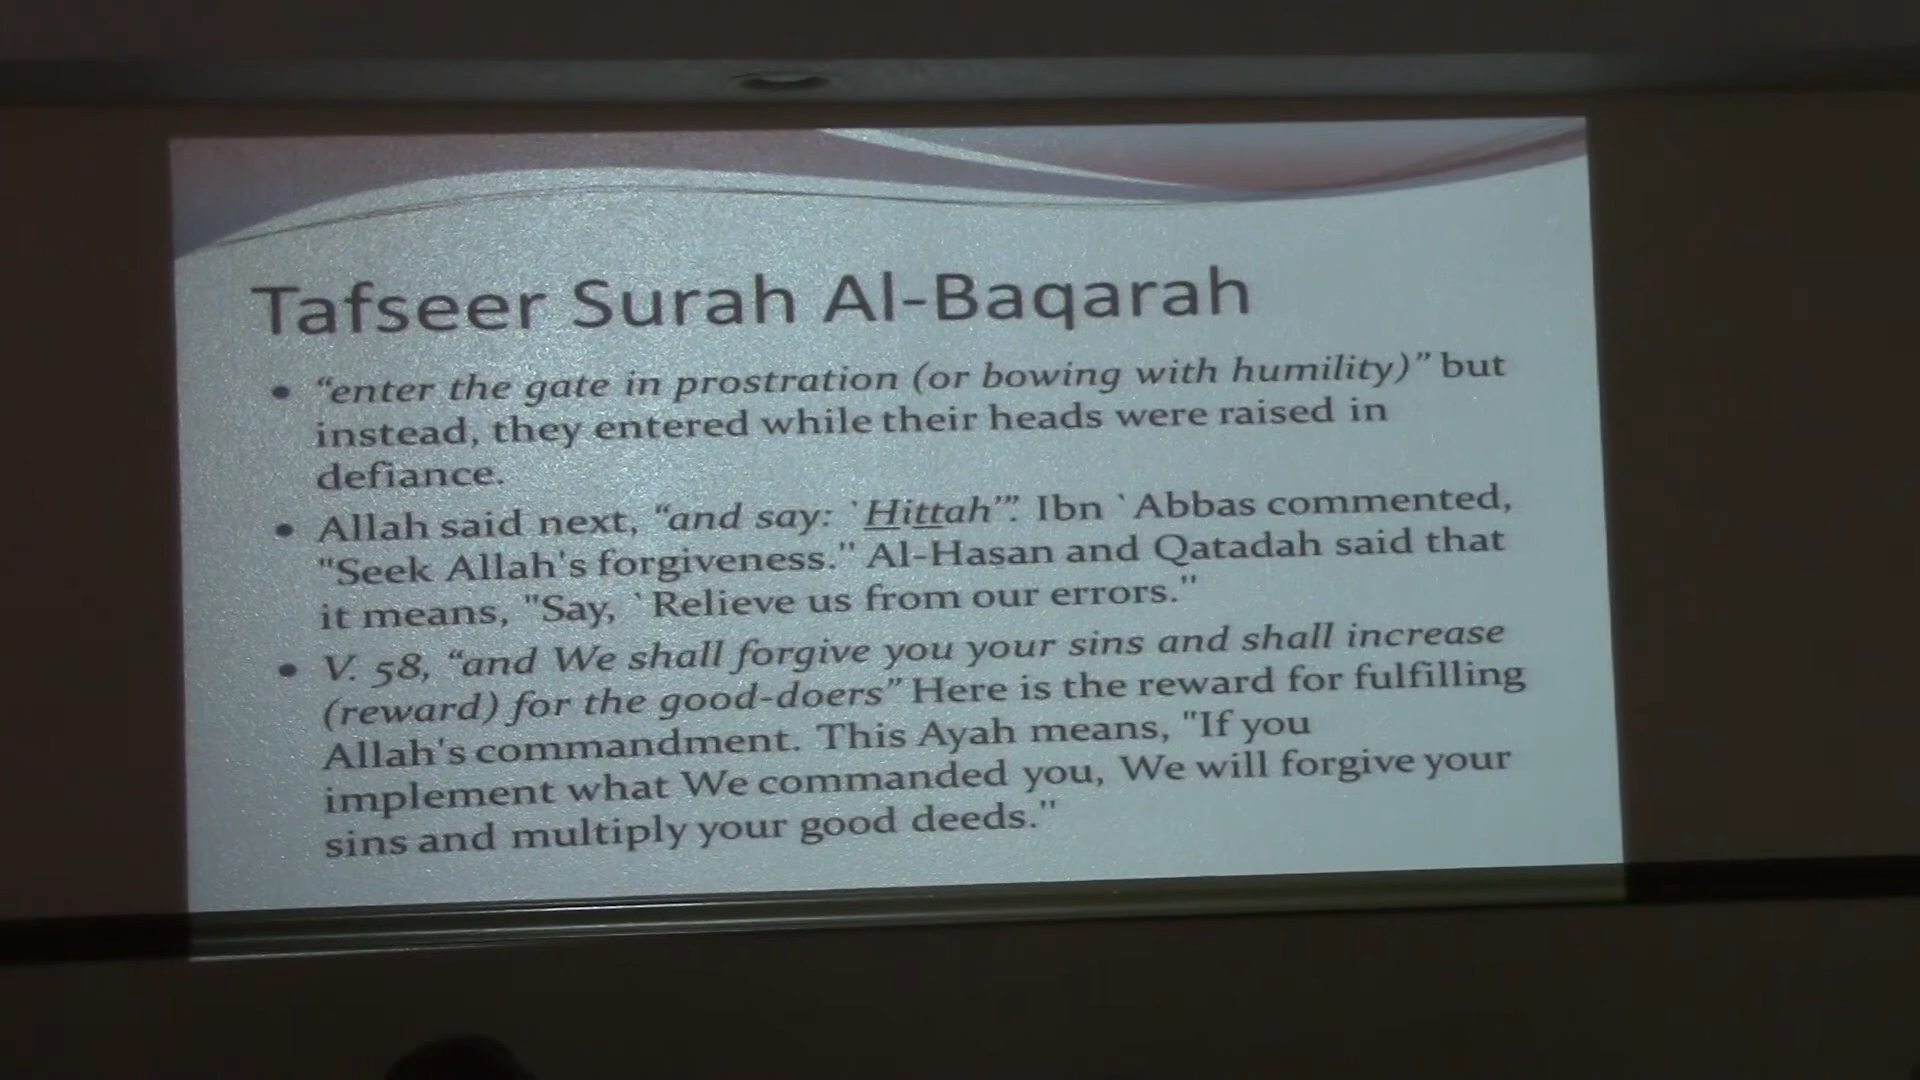 Tafseer Surah Al-Baqarah
• “enter the gate in prostration (or bowing with humility)” but
instead, they entered while their heads were raised in
defiance.
• Allah said next, “and say: `Hittah’”. Ibn `Abbas commented,
"Seek Allah's forgiveness." Al-Hasan and Qatadah said that
it means, "Say, `Relieve us from our errors."
• V. 58, “and We shall forgive you your sins and shall increase
(reward) for the good-doers” Here is the reward for fulfilling
Allah's commandment. This Ayah means, "If you
implement what We commanded you, We will forgive your
sins and multiply your good deeds."